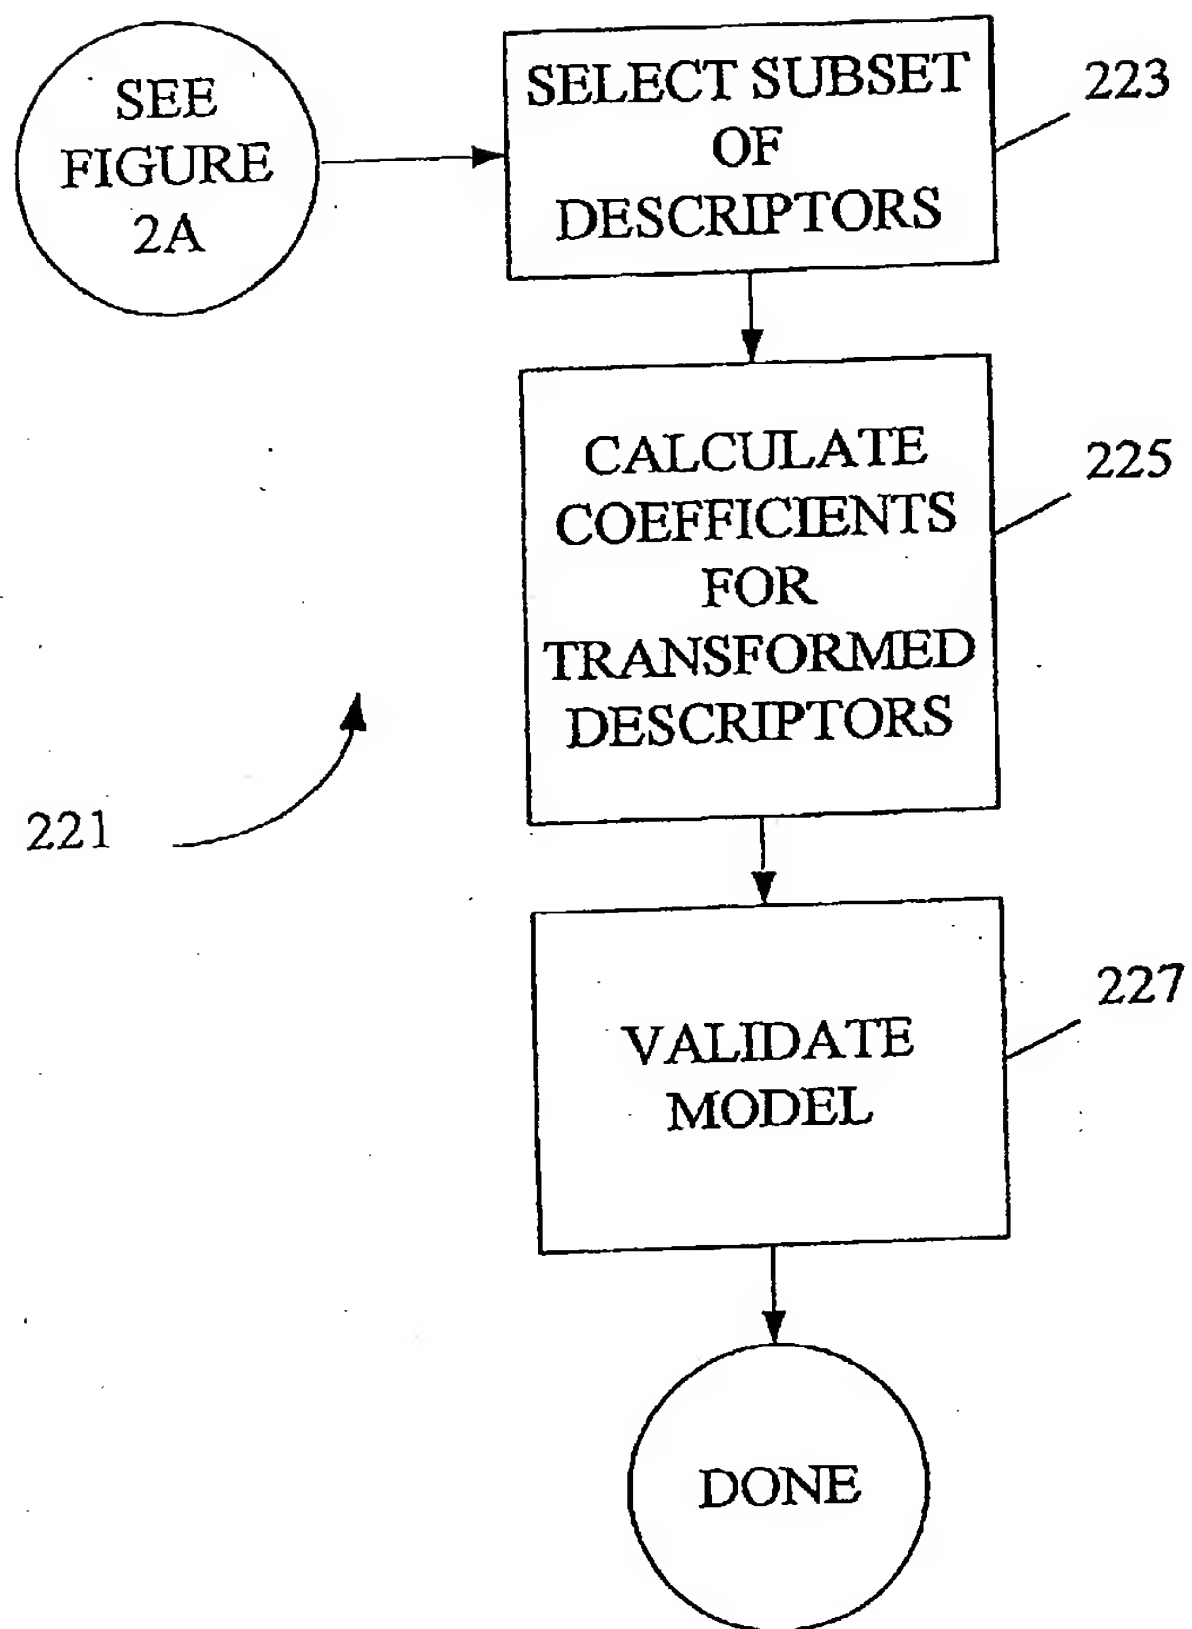 SEE
FIGURE
2A
SELECT SUBSET
OF
DESCRIPTORS
223
CALCULATE
COEFFICIENTS
FOR
TRANSFORMED
DESCRIPTORS
225
221
VALIDATE
MODEL
227
DONE